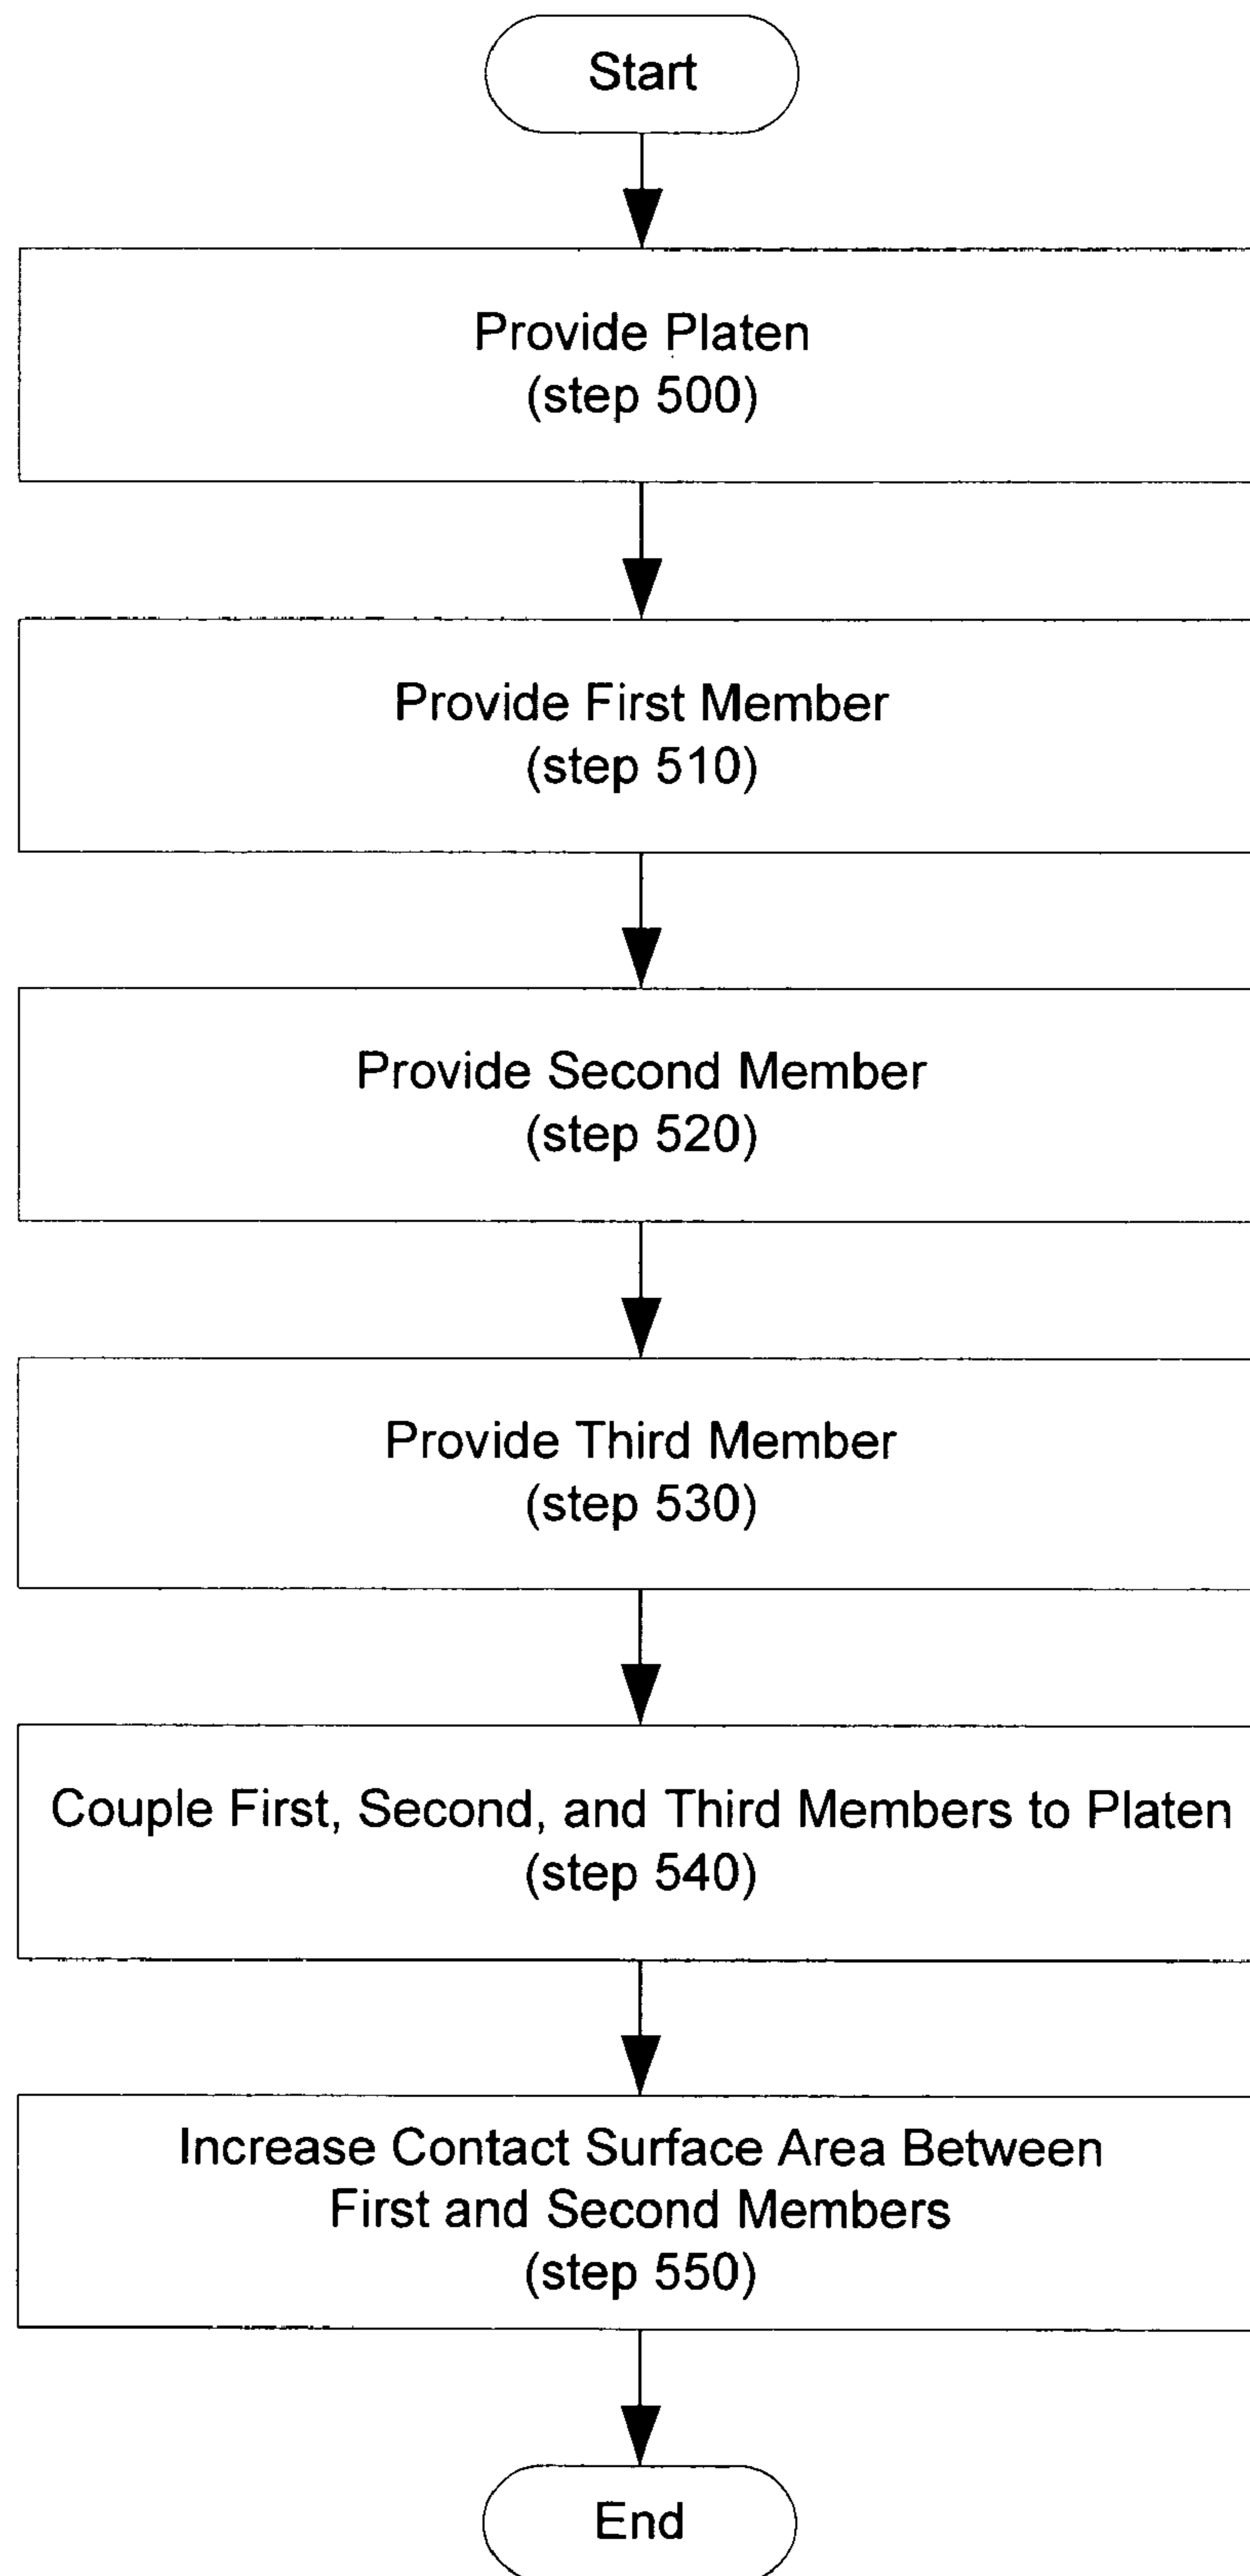 Start
Provide Platen
(step 500)
Provide First Member
(step 510)
Provide Second Member
(step 520)
Provide Third Member
(step 530)
Couple First, Second, and Third Members to Platen
(step 540)
Increase Contact Surface Area Between
First and Second Members
(step 550)
End